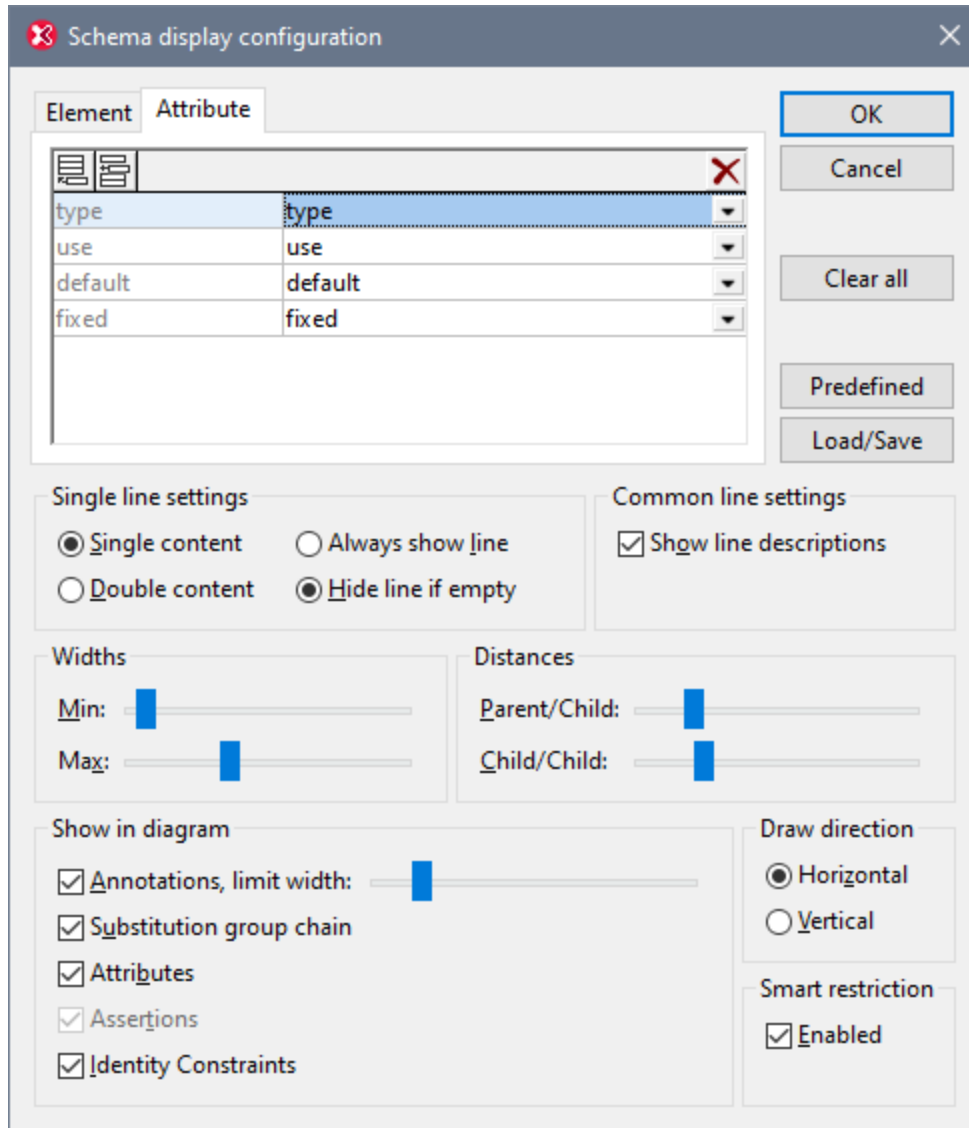 Schema display configuration
Element Attribute
OK
Cancel
type type
use use
default default
fixed fixed
Clear all
Predefined
Load/Save
Single line settings
Single content Always show line
Double content Hide line if empty
Common line settings
Show line descriptions
Widths
Min:
Max:
Distances
Parent/Child:
Child/Child:
Show in diagram
Annotations, limit width:
Substitution group chain
Attributes
Assertions
Identity Constraints
Draw direction
Horizontal
Vertical
Smart restriction
Enabled